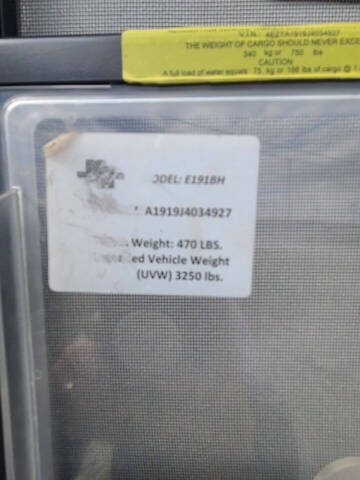 THE WEIGHT OF CARGO SHOULD NEVER EXCE
340 kg or 750 lbs
CAUTION
A full load of water equals 75 kg or 166 lbs of cargo @ 1
ODEL: E191BH
A1919J4034927
Weight: 470 LBS.
ed Vehicle Weight
(UVW) 3250 lbs.